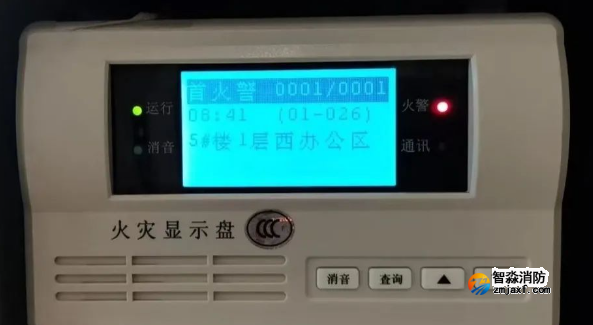 首火警 0001/0001
08:41 (01-026)
5#楼1层西办公区
运行
消音
火警
通讯
火灾显示盘 CCC
消音 查询 ▲
智淼消防
zmjaxf.com